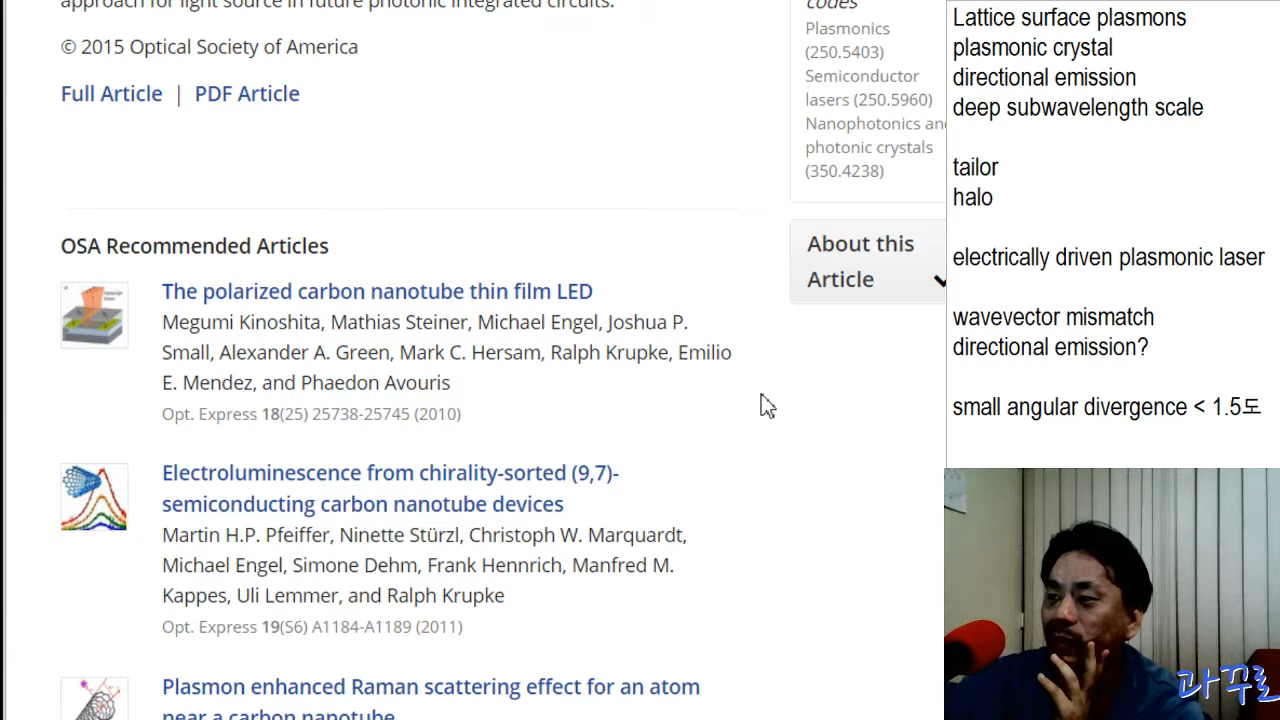 approach for light source in future photonic integrated circuits.
© 2015 Optical Society of America
Full Article | PDF Article
OSA Recommended Articles
The polarized carbon nanotube thin film LED
Megumi Kinoshita, Mathias Steiner, Michael Engel, Joshua P.
Small, Alexander A. Green, Mark C. Hersam, Ralph Krupke, Emilio
E. Mendez, and Phaedon Avouris
Opt. Express 18(25) 25738-25745 (2010)
Electroluminescence from chirality-sorted (9,7)-
semiconducting carbon nanotube devices
Martin H.P. Pfeiffer, Ninette Stürzl, Christoph W. Marquardt,
Michael Engel, Simone Dehm, Frank Hennrich, Manfred M.
Kappes, Uli Lemmer, and Ralph Krupke
Opt. Express 19(S6) A1184-A1189 (2011)
Plasmon enhanced Raman scattering effect for an atom
near a carbon nanotube
codes
Plasmonics
(250.5403)
Semiconductor
lasers (250.5960)
Nanophotonics and
photonic crystals
(350.4238)
About this
Article
Lattice surface plasmons
plasmonic crystal
directional emission
deep subwavelength scale
tailor
halo
electrically driven plasmonic laser
wavevector mismatch
directional emission?
small angular divergence < 1.5도
과꾸로